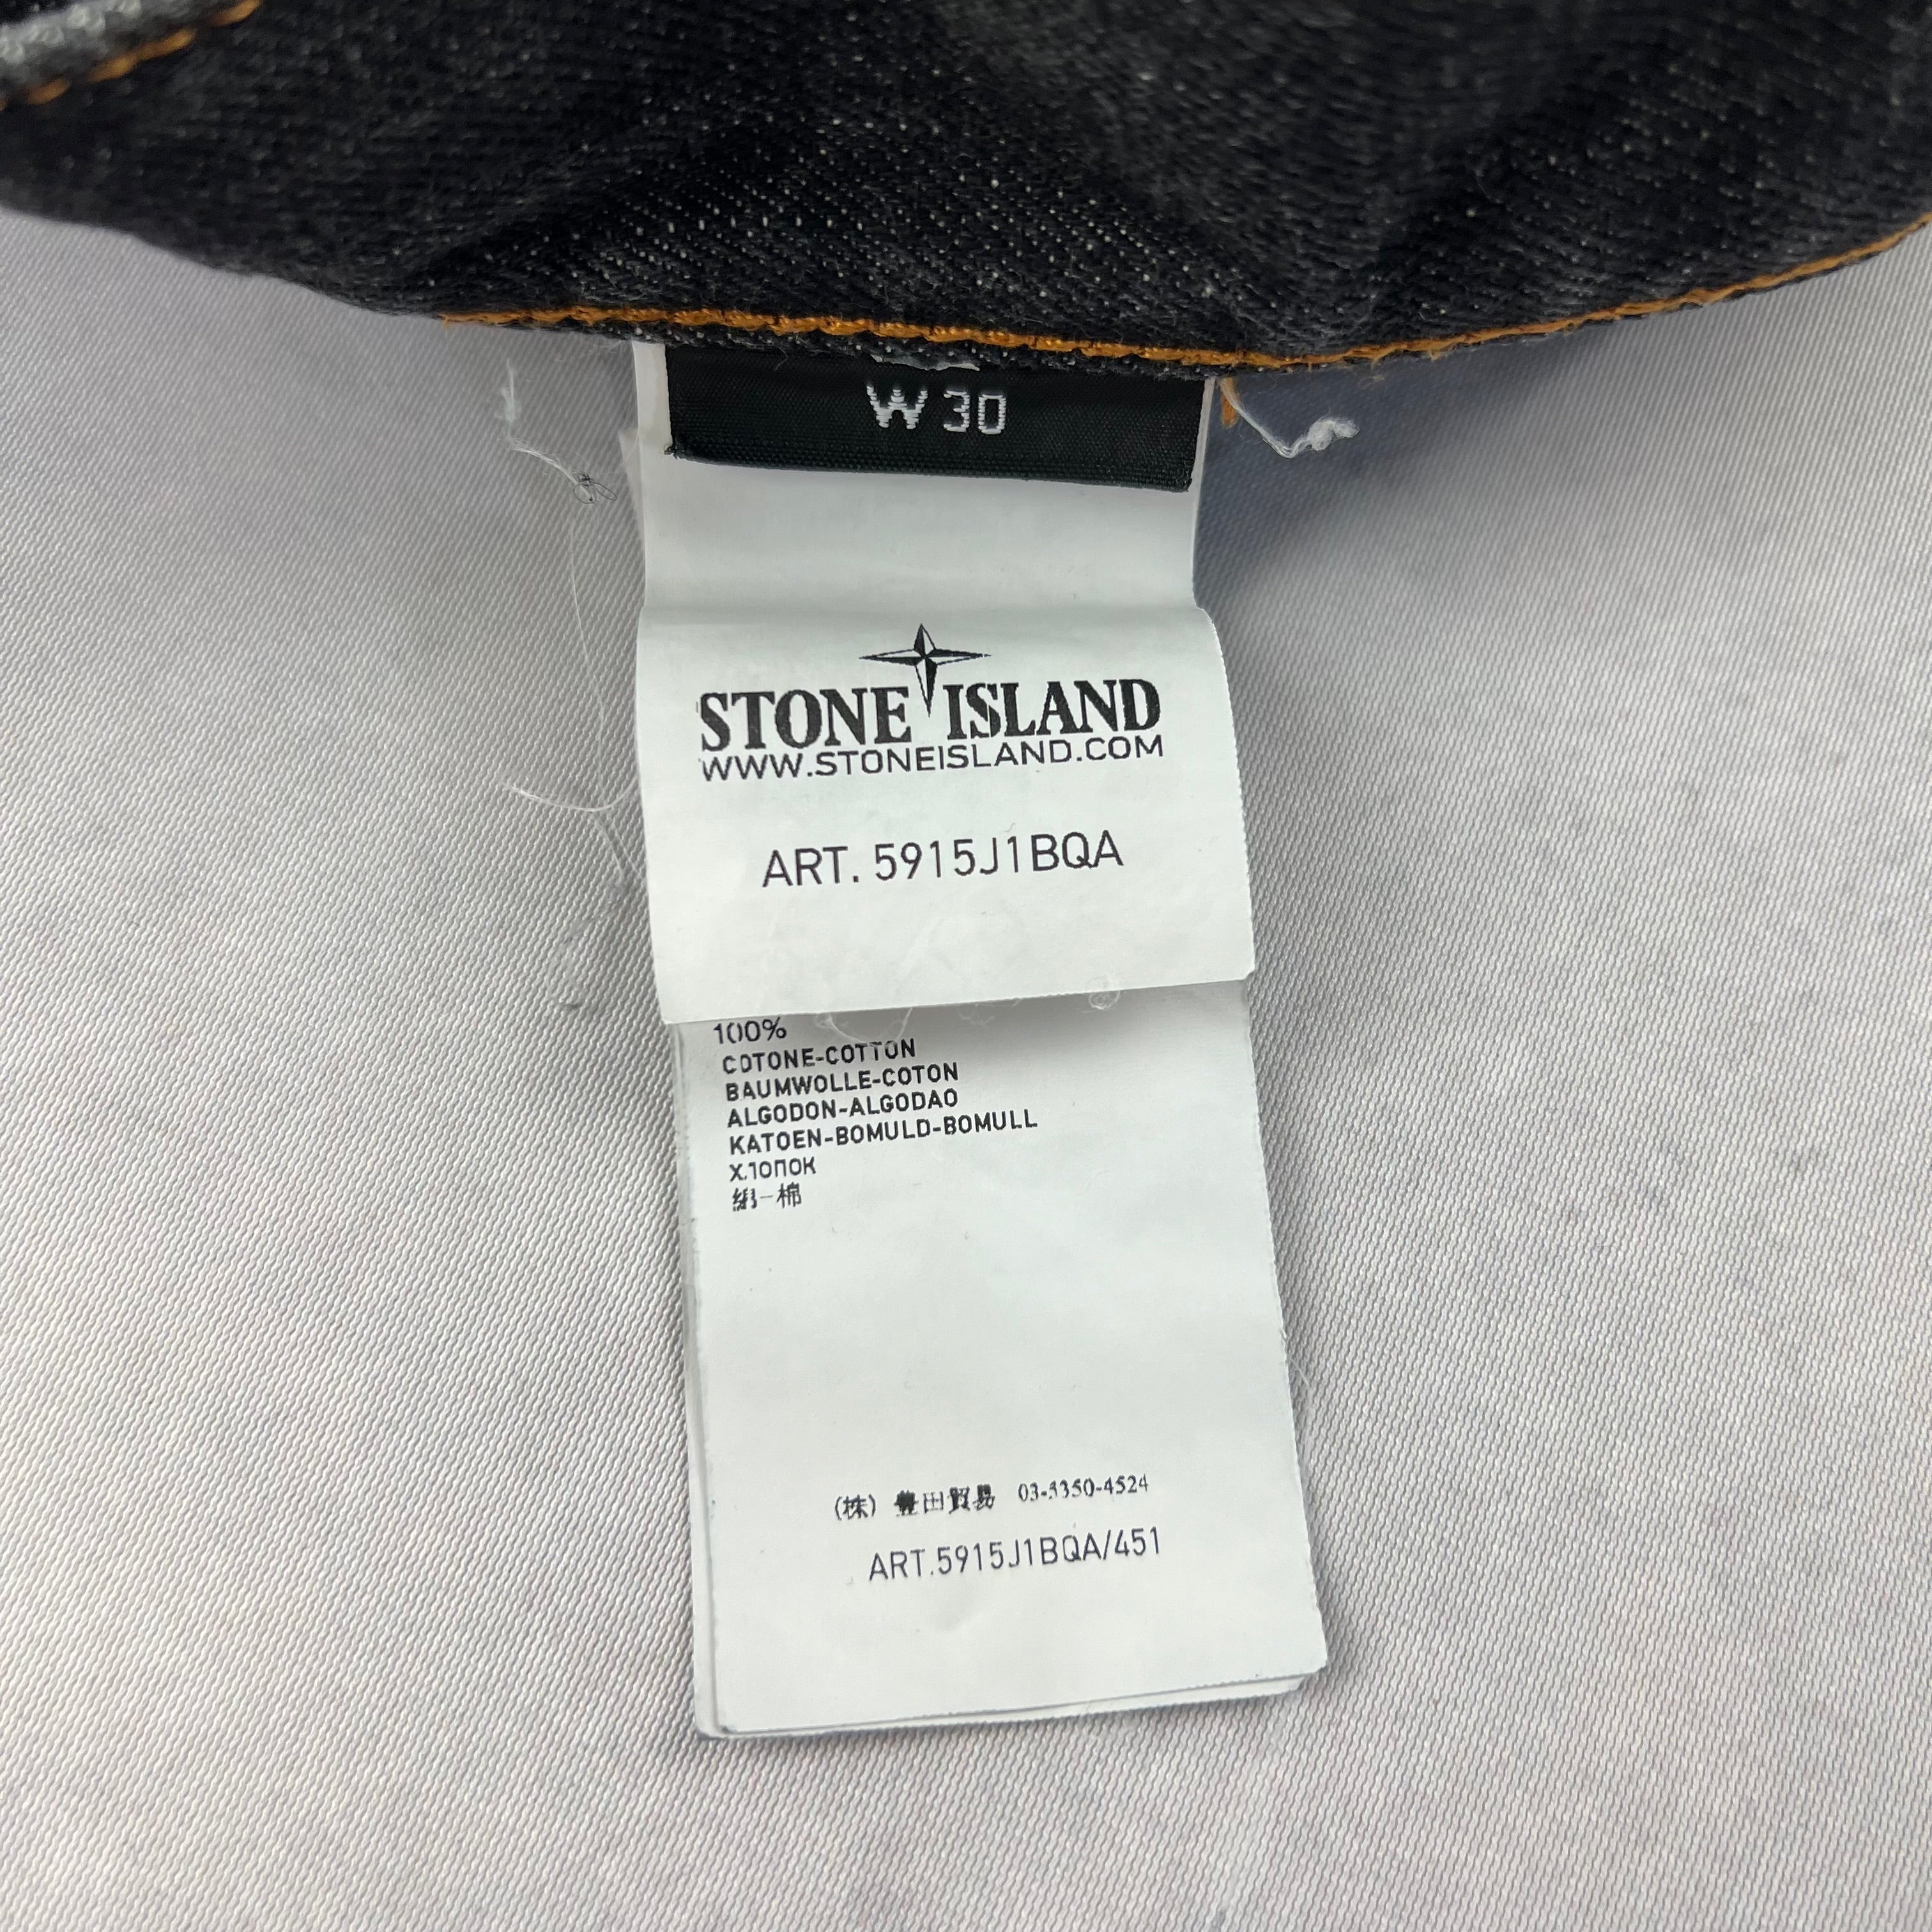 W 30
STONE ISLAND
WWW.STONEISLAND.COM
ART. 5915J1BQA
100%
COTONE-COTTON
BAUMWOLLE-COTON
ALGODON-ALGODAO
KATOEN-BOMULD-BOMULL
ХЛОПОК
綿-棉
(株) 豊田貿易 03-5350-4524
ART.5915J1BQA/451